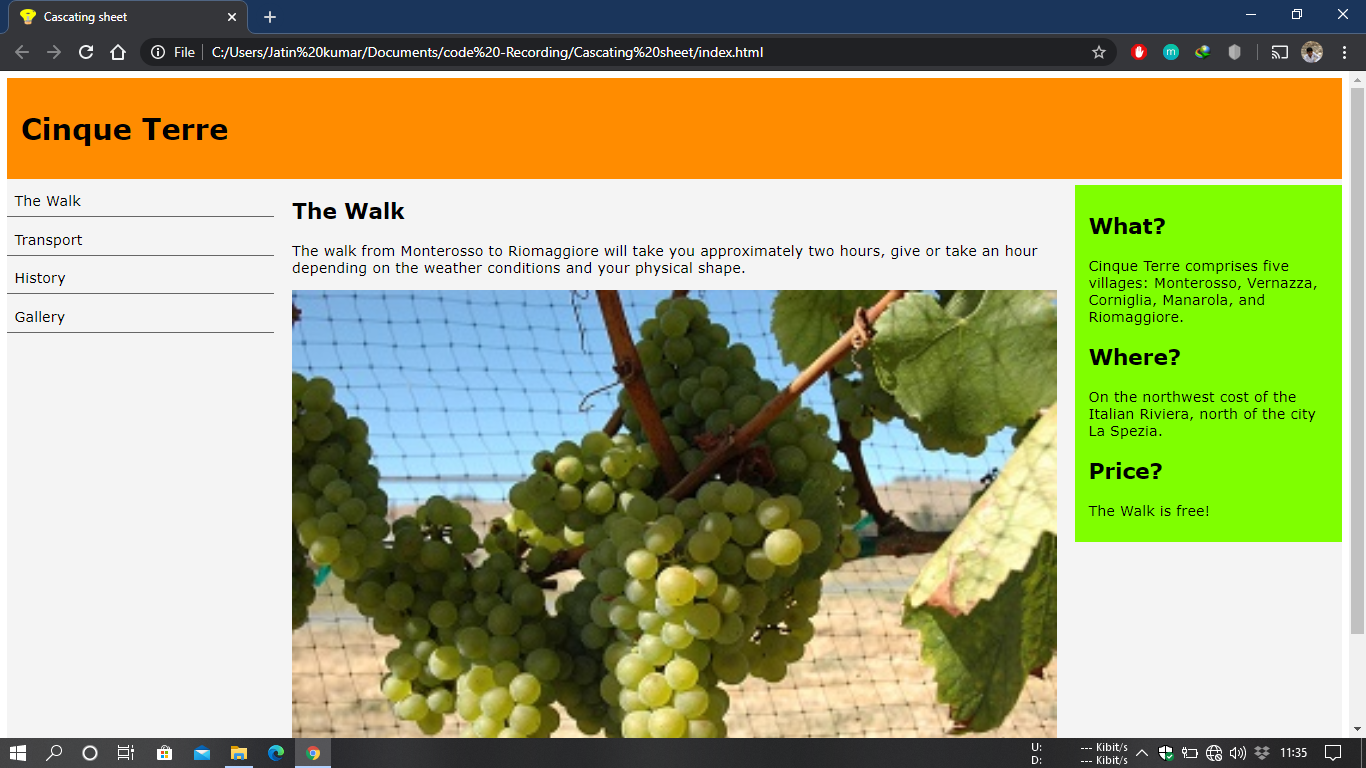 Cascating sheet
File
C:/Users/Jatin%20kumar/Documents/code%20-Recording/Cascating%20sheet/index.html
m
Cinque Terre
The Walk
Transport
History
Gallery
The Walk
The walk from Monterosso to Riomaggiore will take you approximately two hours, give or take an hour
depending on the weather conditions and your physical shape.
What?
Cinque Terre comprises five
villages: Monterosso, Vernazza,
Corniglia, Manarola, and
Riomaggiore.
Where?
On the northwest cost of the
Italian Riviera, north of the city
La Spezia.
Price?
The Walk is free!
U: --- Kibit/s
D: --- Kibit/s
11:35